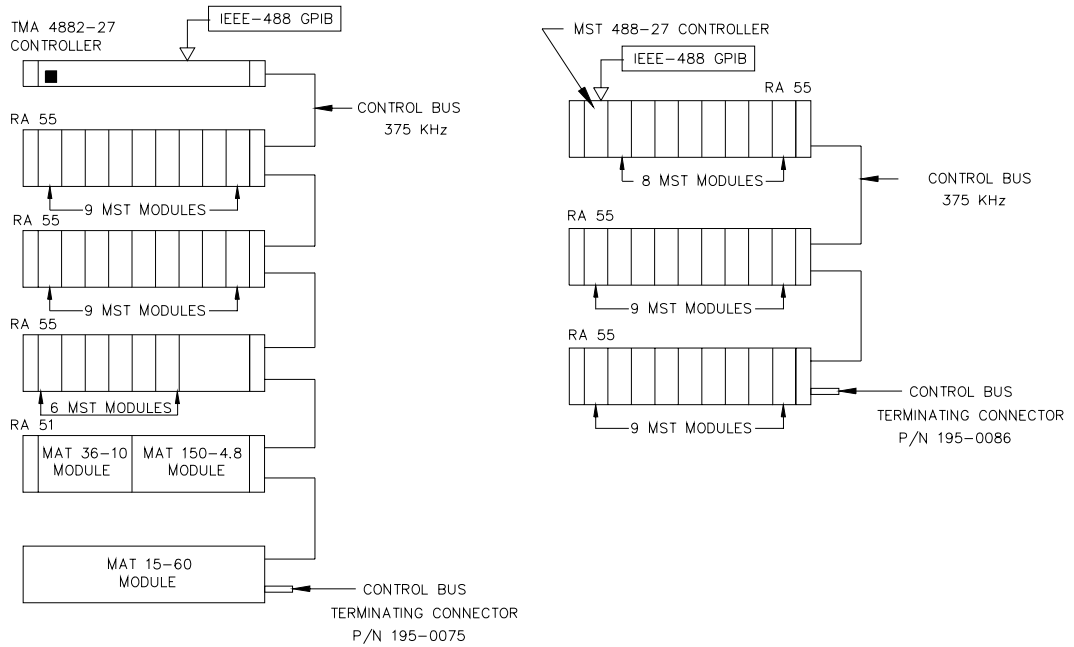 TMA 4882-27
CONTROLLER
IEEE-488 GPIB
CONTROL BUS
375 KHz
RA 55
9 MST MODULES
RA 55
9 MST MODULES
RA 55
6 MST MODULES
RA 51
MAT 36-10
MODULE
MAT 150-4.8
MODULE
MAT 15-60
MODULE
CONTROL BUS
TERMINATING CONNECTOR
P/N 195-0075
MST 488-27 CONTROLLER
IEEE-488 GPIB
RA 55
8 MST MODULES
CONTROL BUS
375 KHz
RA 55
9 MST MODULES
RA 55
9 MST MODULES
CONTROL BUS
TERMINATING CONNECTOR
P/N 195-0086